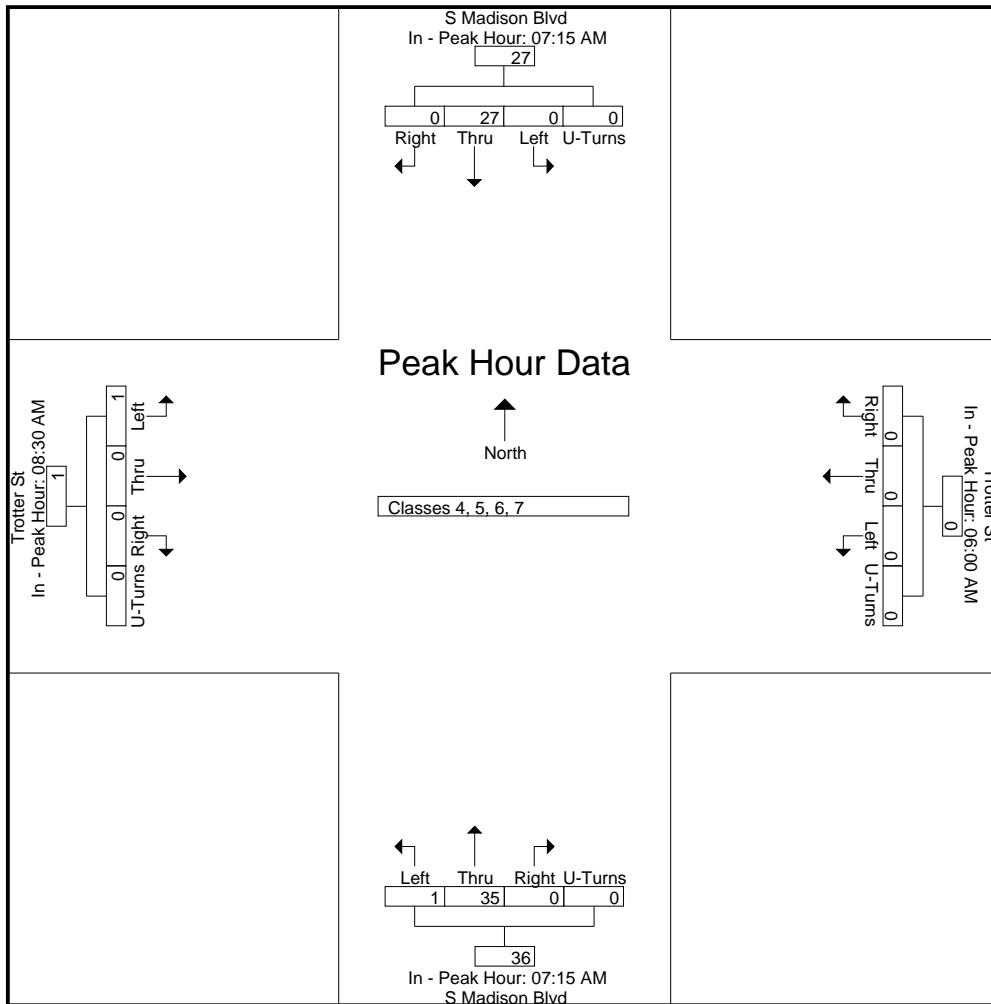 S Madison Blvd
In - Peak Hour: 07:15 AM
27
0 27 0 0
Right Thru Left U-Turns
Peak Hour Data
North
Classes 4, 5, 6, 7
Trotter St
In - Peak Hour: 08:30 AM
1
1 0 0 0
Left Thru Right U-Turns
Trotter St
In - Peak Hour: 06:00 AM
0
0 0 0 0
Right Thru Left U-Turns
Left Thru Right U-Turns
1 35 0 0
36
In - Peak Hour: 07:15 AM
S Madison Blvd